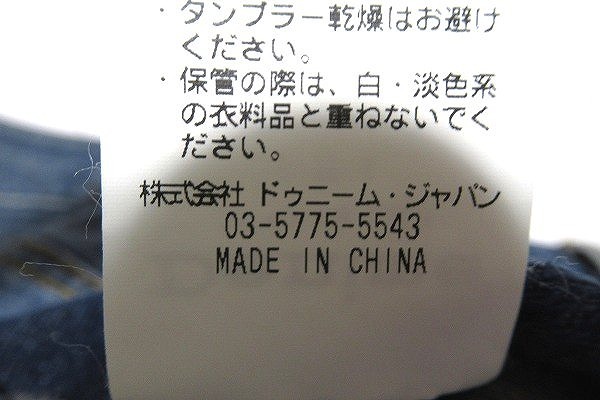 ・タンブラー乾燥はお避け
ください。
・保管の際は、白・淡色系
の衣料品と重ねないでく
ださい。
株式会社 ドゥニーム・ジャパン
03-5775-5543
MADE IN CHINA